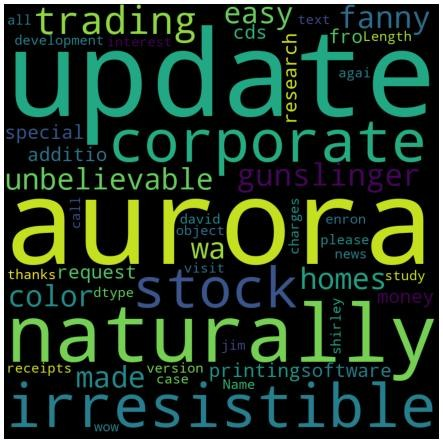 all trading easy fanny
cds text
development interest research fro Length
update
agai
special corporate
additio
unbelievable gunslinger
aurora
call wa david charges enron
object please
visit news
thanks request stock homes study
color dtype money
naturally
jim shirley
receipts made version printing software
case Name
irresistible
wow